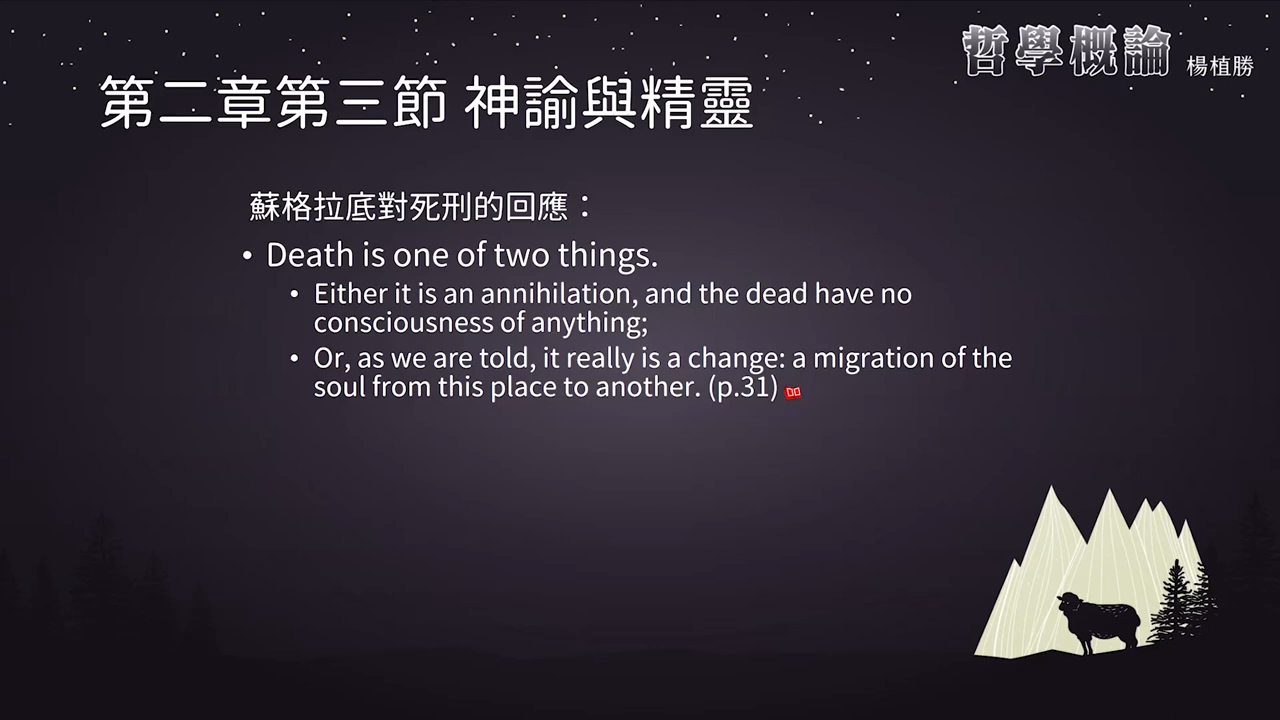 哲學概論 楊植勝
第二章第三節 神諭與精靈
蘇格拉底對死刑的回應：
• Death is one of two things.
• Either it is an annihilation, and the dead have no
consciousness of anything;
• Or, as we are told, it really is a change: a migration of the
soul from this place to another. (p.31)